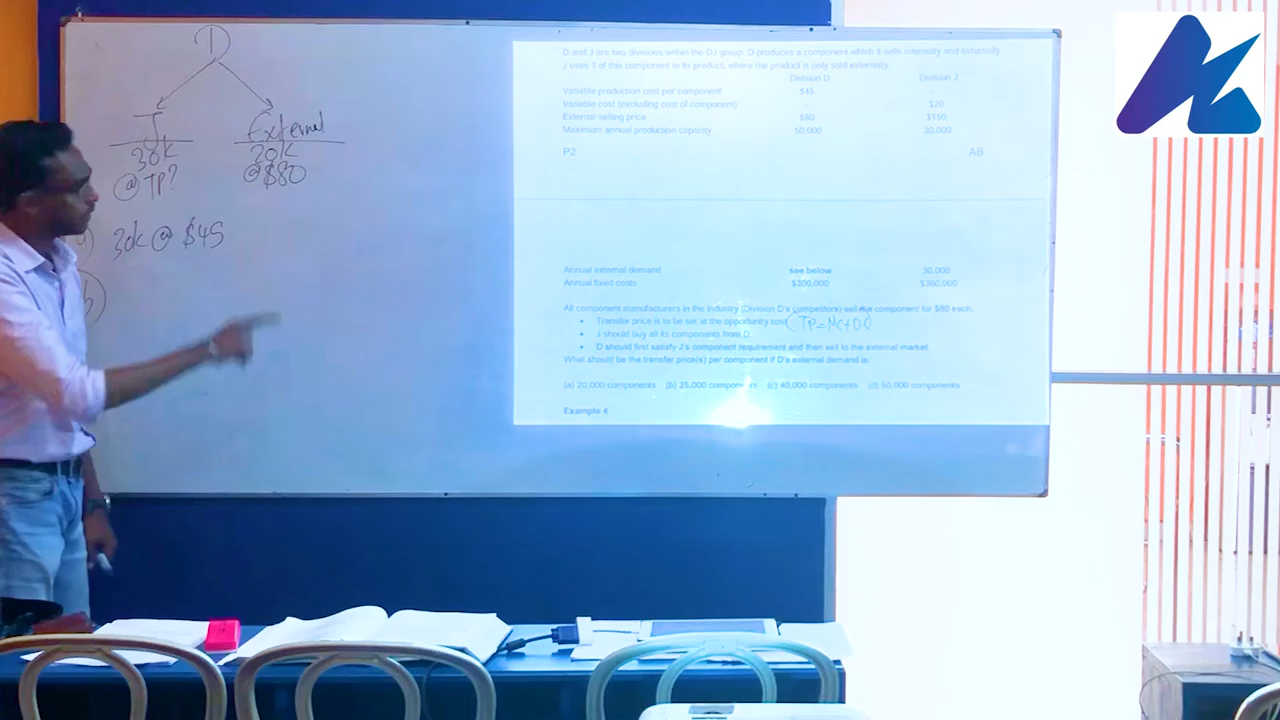 D
J
External
30k
20k
@ TP?
@ $80
a) 30k @ $45
b)
D and J are two divisions within the DJ group. D produces a component which it sells internally and externally.
J uses 1 of this component in its product, where the product is only sold externally.
Division D Division J
Variable production cost per component $45 -
Variable cost (excluding cost of component) - $20
External selling price $80 $150
Maximum annual production capacity 50,000 30,000
P2 AB
Annual external demand see below 30,000
Annual fixed costs $300,000 $360,000
All component manufacturers in the industry (Division D's competitors) sell the component for $80 each.
• Transfer price is to be set at the opportunity cost (TP = MC + OC)
• J should buy all its components from D.
• D should first satisfy J's component requirement and then sell to the external market.
What should be the transfer price(s) per component if D's external demand is:
(a) 20,000 components (b) 25,000 components (c) 40,000 components (d) 50,000 components
Example 4